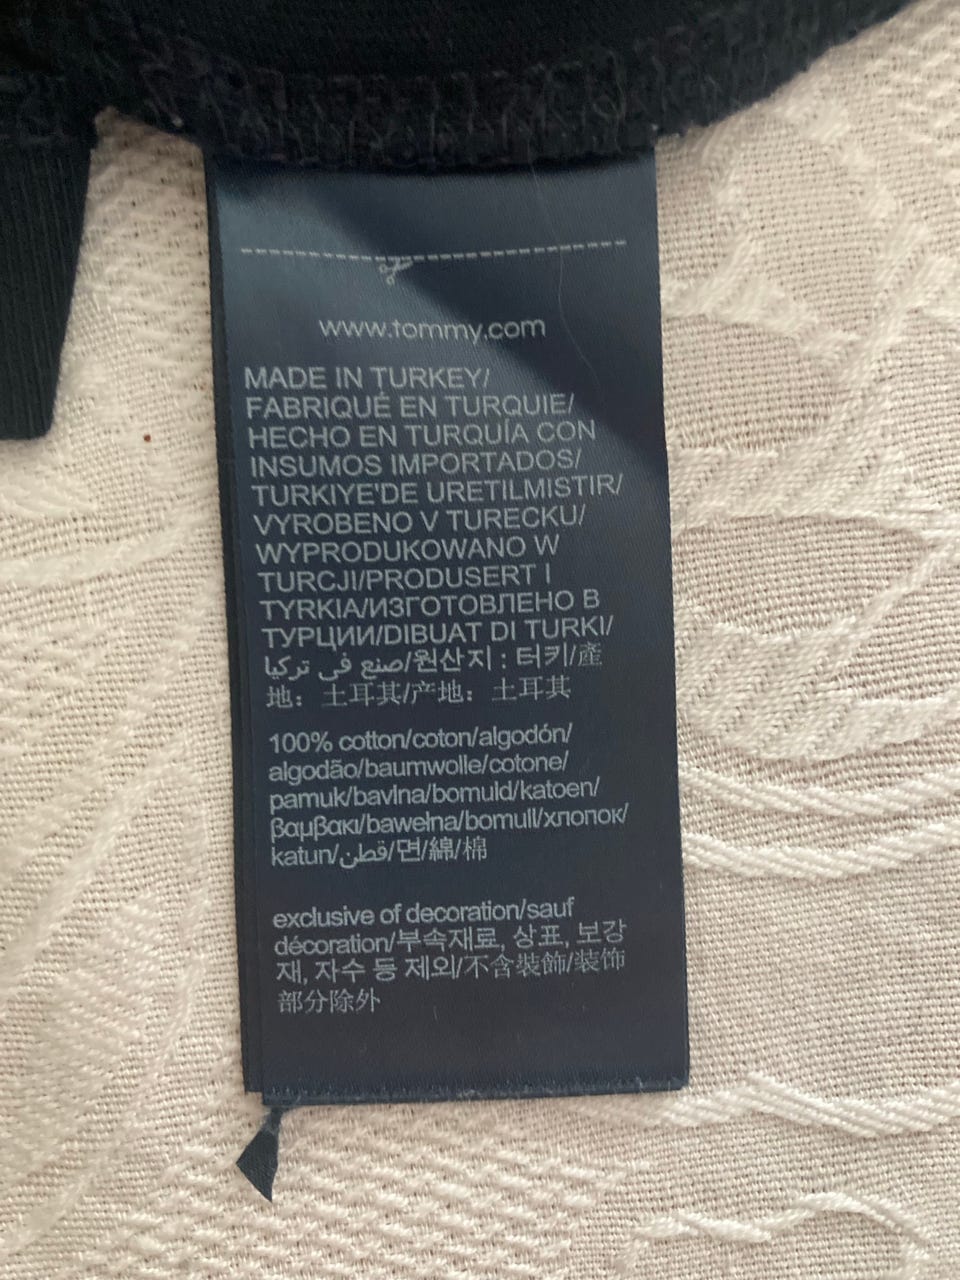 www.tommy.com
MADE IN TURKEY/
FABRIQUÉ EN TURQUIE/
HECHO EN TURQUÍA CON
INSUMOS IMPORTADOS/
TURKIYE'DE URETILMISTIR/
VYROBENO V TURECKU/
WYPRODUKOWANO W
TURCJI/PRODUSERT I
TYRKIA/ИЗГОТОВЛЕНО В
ТУРЦИИ/DIBUAT DI TURKI/
صنع في تركيا/원산지 : 터키/產
地：土耳其/产地：土耳其
100% cotton/coton/algodón/
algodão/baumwolle/cotone/
pamuk/bavlna/bomuld/katoen/
βαμβακι/bawełna/bomull/хлопок/
katun/قطن/면/綿/棉
exclusive of decoration/sauf
décoration/부속재료, 상표, 보강
재, 자수 등 제외/不含裝飾/装饰
部分除外